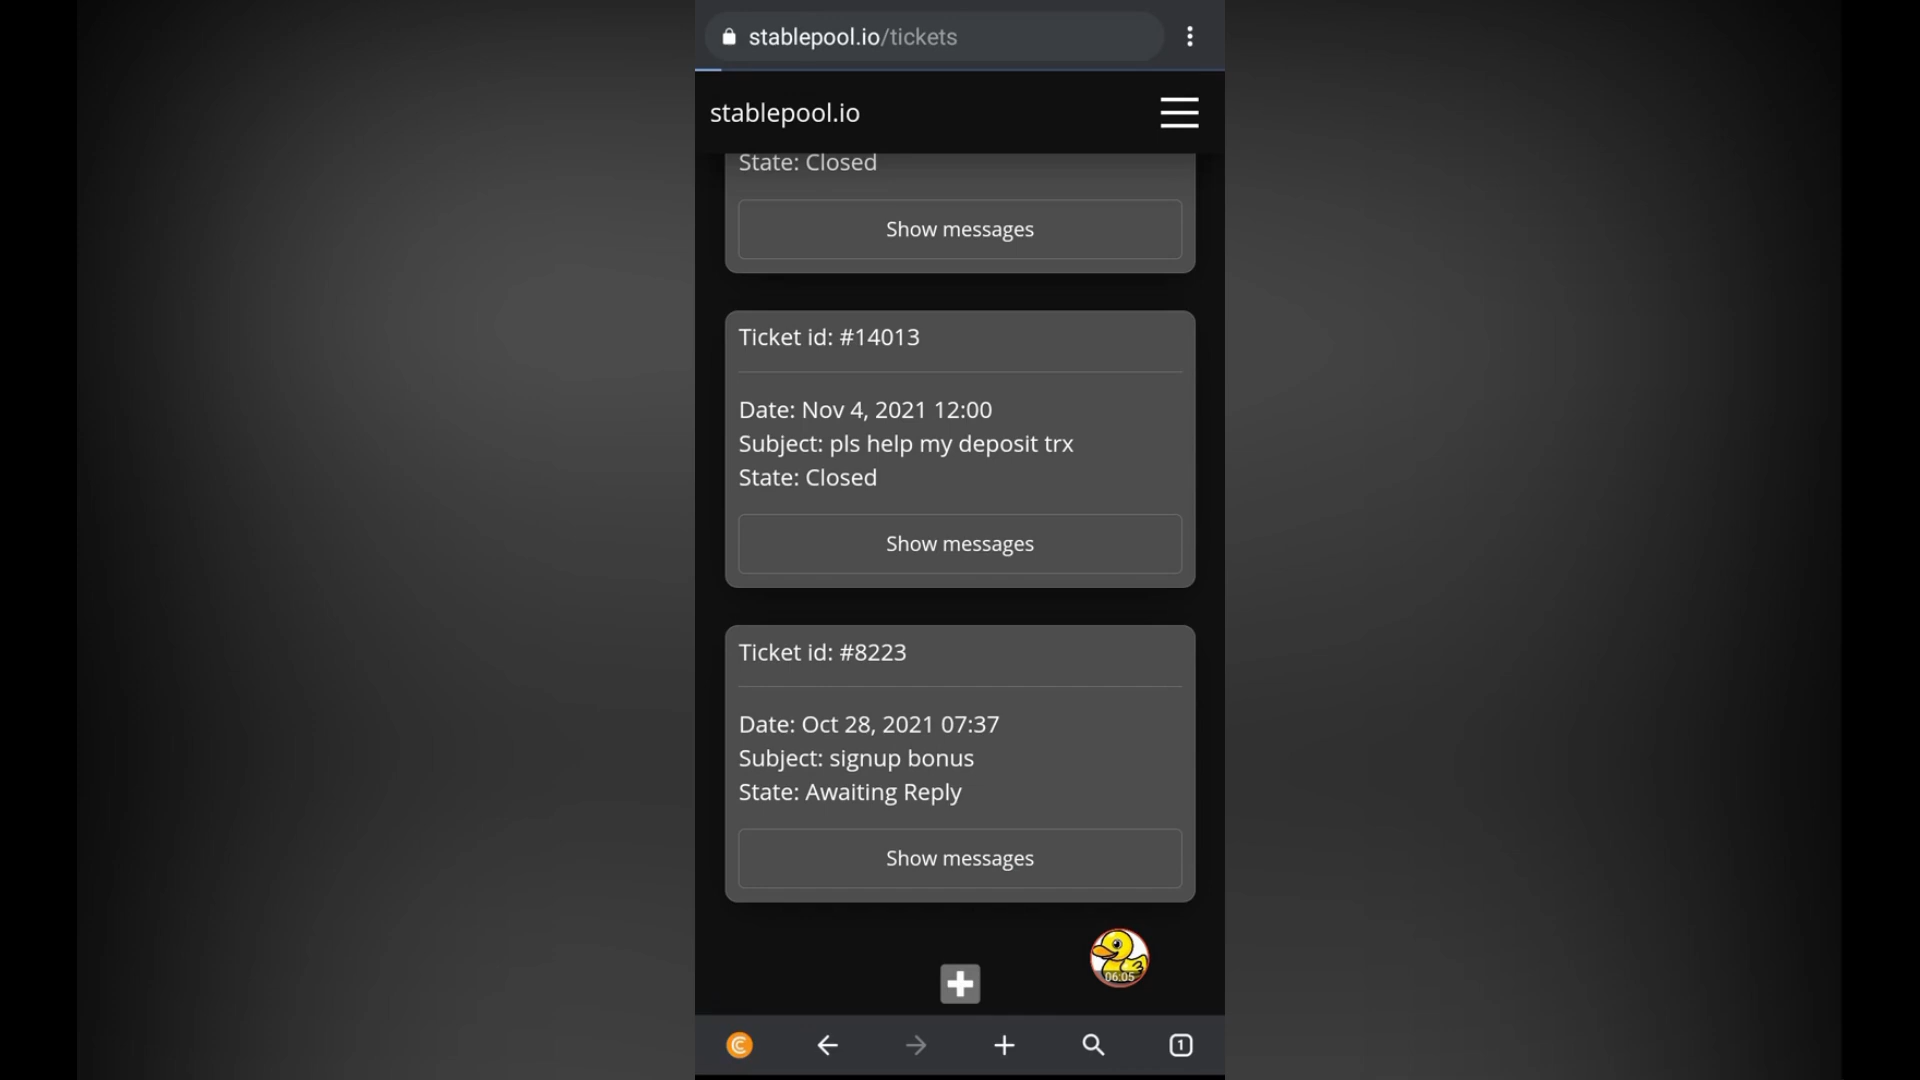 stablepool.io/tickets
stablepool.io
State: Closed
Show messages
Ticket id: #14013
Date: Nov 4, 2021 12:00
Subject: pls help my deposit trx
State: Closed
Show messages
Ticket id: #8223
Date: Oct 28, 2021 07:37
Subject: signup bonus
State: Awaiting Reply
Show messages
06:05
1